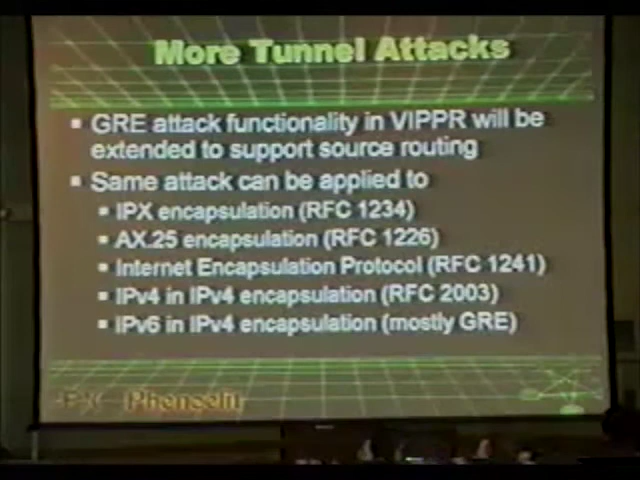 More Tunnel Attacks
▪ GRE attack functionality in VIPPR will be
extended to support source routing
▪ Same attack can be applied to
▪ IPX encapsulation (RFC 1234)
▪ AX.25 encapsulation (RFC 1226)
▪ Internet Encapsulation Protocol (RFC 1241)
▪ IPv4 in IPv4 encapsulation (RFC 2003)
▪ IPv6 in IPv4 encapsulation (mostly GRE)
FX Phenoelit